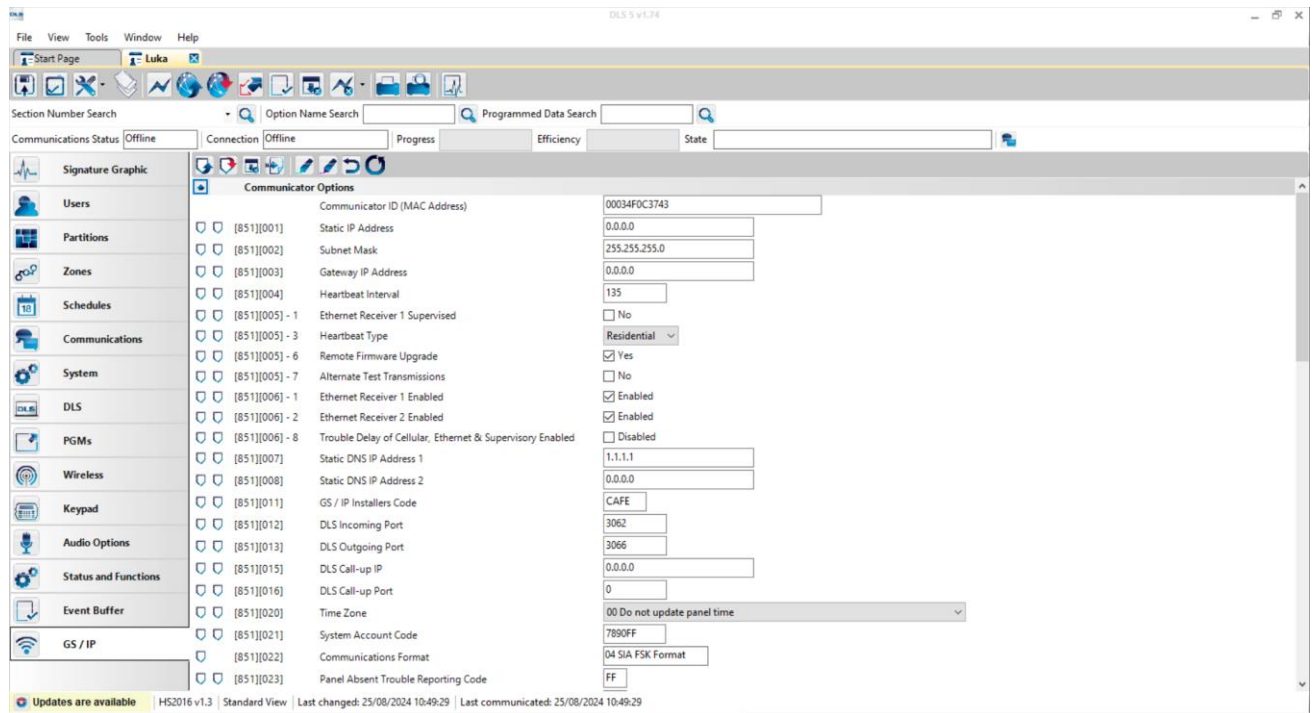 DLS 5 v1.74
File View Tools Window Help
Start Page Luka
Section Number Search Option Name Search Programmed Data Search
Communications Status Offline Connection Offline Progress Efficiency State
Signature Graphic
Users
Partitions
Zones
18
Schedules
Communications
System
DLS
DLS
PGMs
Wireless
Keypad
Audio Options
Status and Functions
Event Buffer
GS / IP
Communicator Options
Communicator ID (MAC Address) 00034F0C3743
[851][001] Static IP Address 0.0.0.0
[851][002] Subnet Mask 255.255.255.0
[851][003] Gateway IP Address 0.0.0.0
[851][004] Heartbeat Interval 135
[851][005] - 1 Ethernet Receiver 1 Supervised No
[851][005] - 3 Heartbeat Type Residential
[851][005] - 6 Remote Firmware Upgrade Yes
[851][005] - 7 Alternate Test Transmissions No
[851][006] - 1 Ethernet Receiver 1 Enabled Enabled
[851][006] - 2 Ethernet Receiver 2 Enabled Enabled
[851][006] - 8 Trouble Delay of Cellular, Ethernet & Supervisory Enabled Disabled
[851][007] Static DNS IP Address 1 1.1.1.1
[851][008] Static DNS IP Address 2 0.0.0.0
[851][011] GS / IP Installers Code CAFE
[851][012] DLS Incoming Port 3062
[851][013] DLS Outgoing Port 3066
[851][015] DLS Call-up IP 0.0.0.0
[851][016] DLS Call-up Port 0
[851][020] Time Zone 00 Do not update panel time
[851][021] System Account Code 7890FF
[851][022] Communications Format 04 SIA FSK Format
[851][023] Panel Absent Trouble Reporting Code FF
Updates are available HS2016 v1.3 Standard View Last changed: 25/08/2024 10:49:29 Last communicated: 25/08/2024 10:49:29